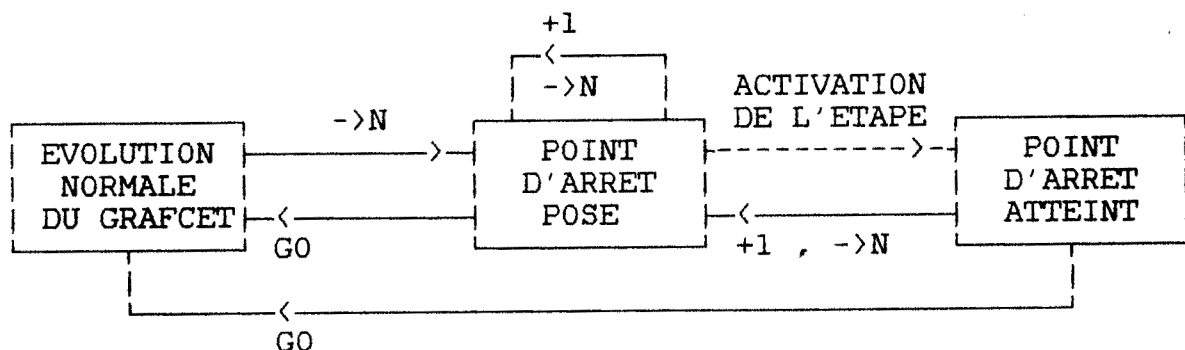 +1
->N
ACTIVATION
DE L'ETAPE
->N
EVOLUTION
NORMALE
DU GRAFCET
POINT
D'ARRET
POSE
POINT
D'ARRET
ATTEINT
GO
+1 , ->N
GO